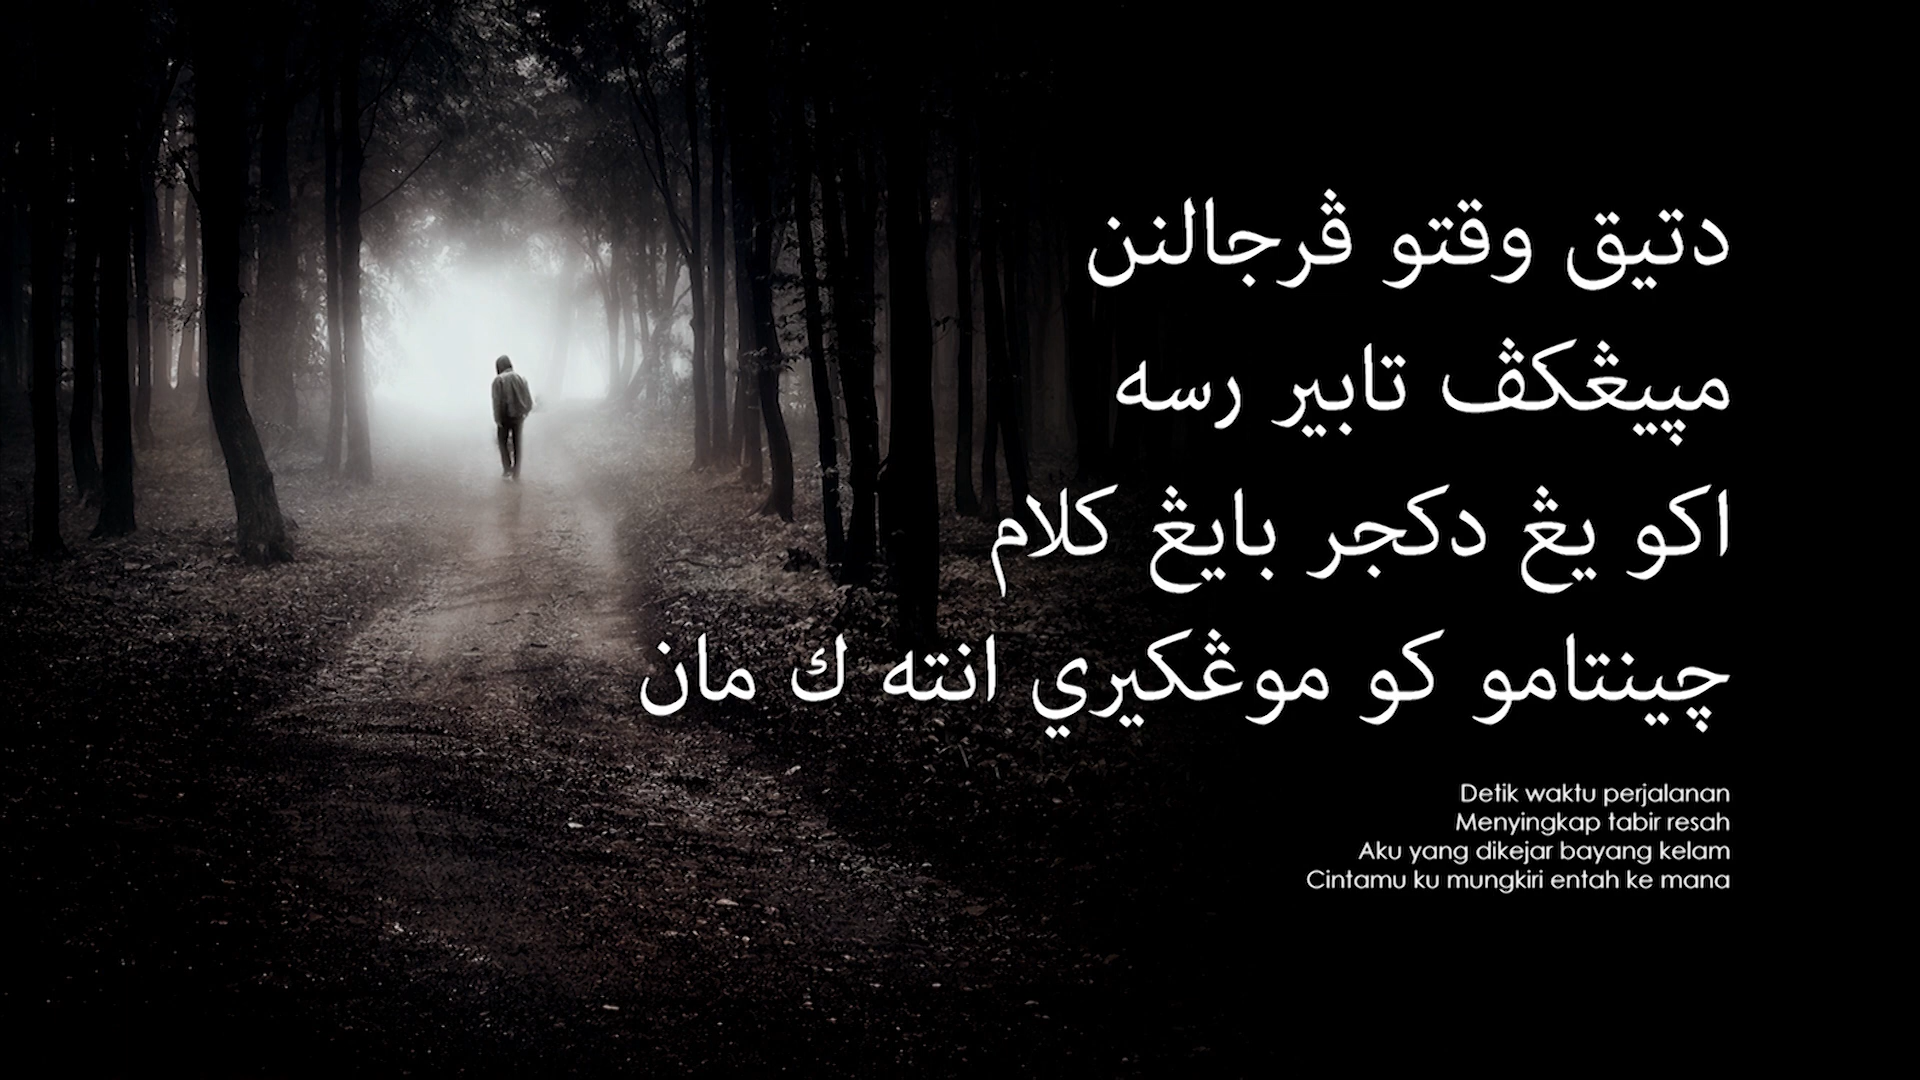 دتيق وقتو ڤرجالنن
مڽيڠكڤ تابير رسه
اكو يڠ دكجر بايڠ كلام
چينتامو كو موڠكيري انته ك مان
Detik waktu perjalanan
Menyingkap tabir resah
Aku yang dikejar bayang kelam
Cintamu ku mungkiri entah ke mana